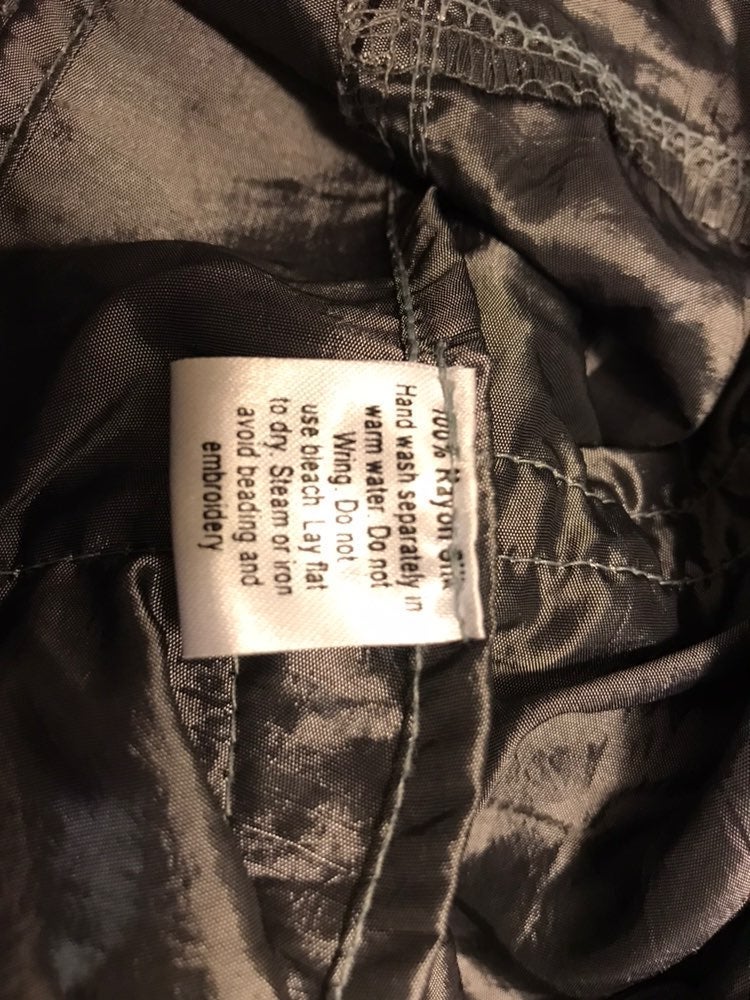 100% Rayon Silk
Hand wash separately in
warm water. Do not
Wring. Do not
use bleach. Lay flat
to dry. Steam or iron
avoid beading and
embroidery